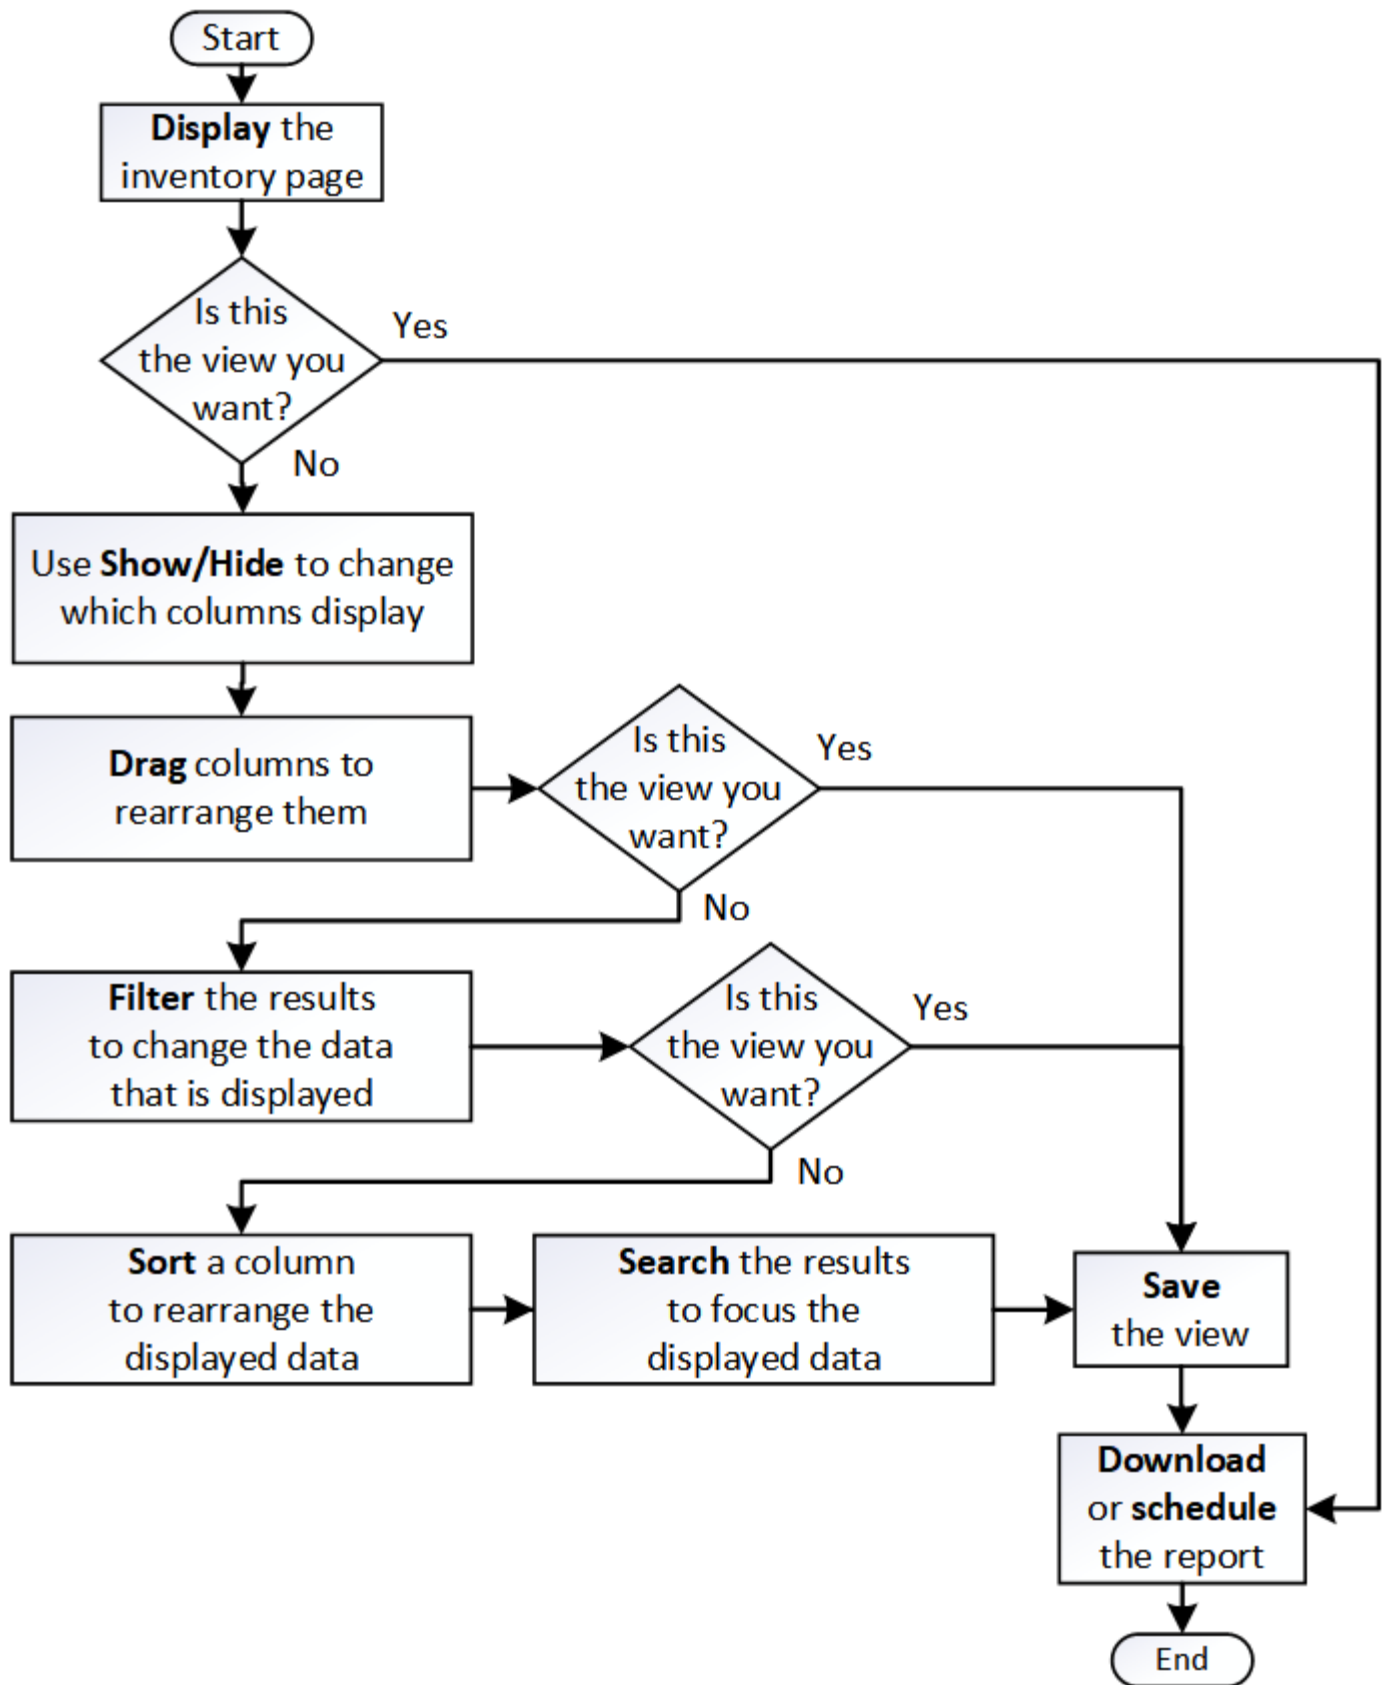 Start
Display the
inventory page
Is this
the view you
want?
Yes
No
Use Show/Hide to change
which columns display
Drag columns to
rearrange them
Is this
the view you
want?
Yes
No
Filter the results
to change the data
that is displayed
Is this
the view you
want?
Yes
No
Sort a column
to rearrange the
displayed data
Search the results
to focus the
displayed data
Save
the view
Download
or schedule
the report
End